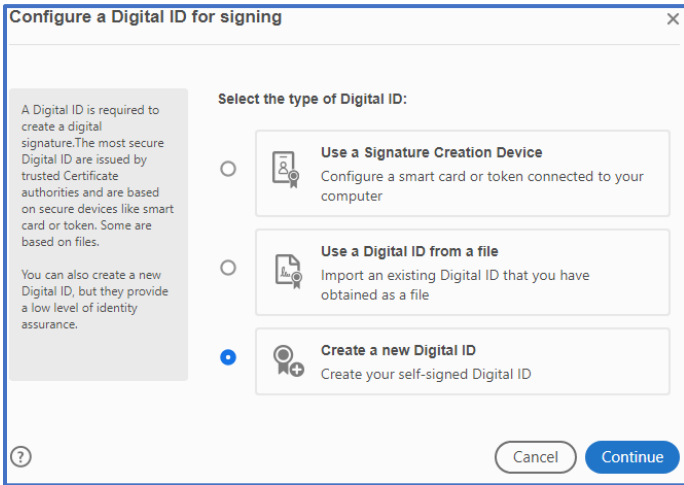 Configure a Digital ID for signing
A Digital ID is required to
create a digital
signature.The most secure
Digital ID are issued by
trusted Certificate
authorities and are based
on secure devices like smart
card or token. Some are
based on files.
You can also create a new
Digital ID, but they provide
a low level of identity
assurance.
Select the type of Digital ID:
Use a Signature Creation Device
Configure a smart card or token connected to your
computer
Use a Digital ID from a file
Import an existing Digital ID that you have
obtained as a file
Create a new Digital ID
Create your self-signed Digital ID
?
Cancel
Continue